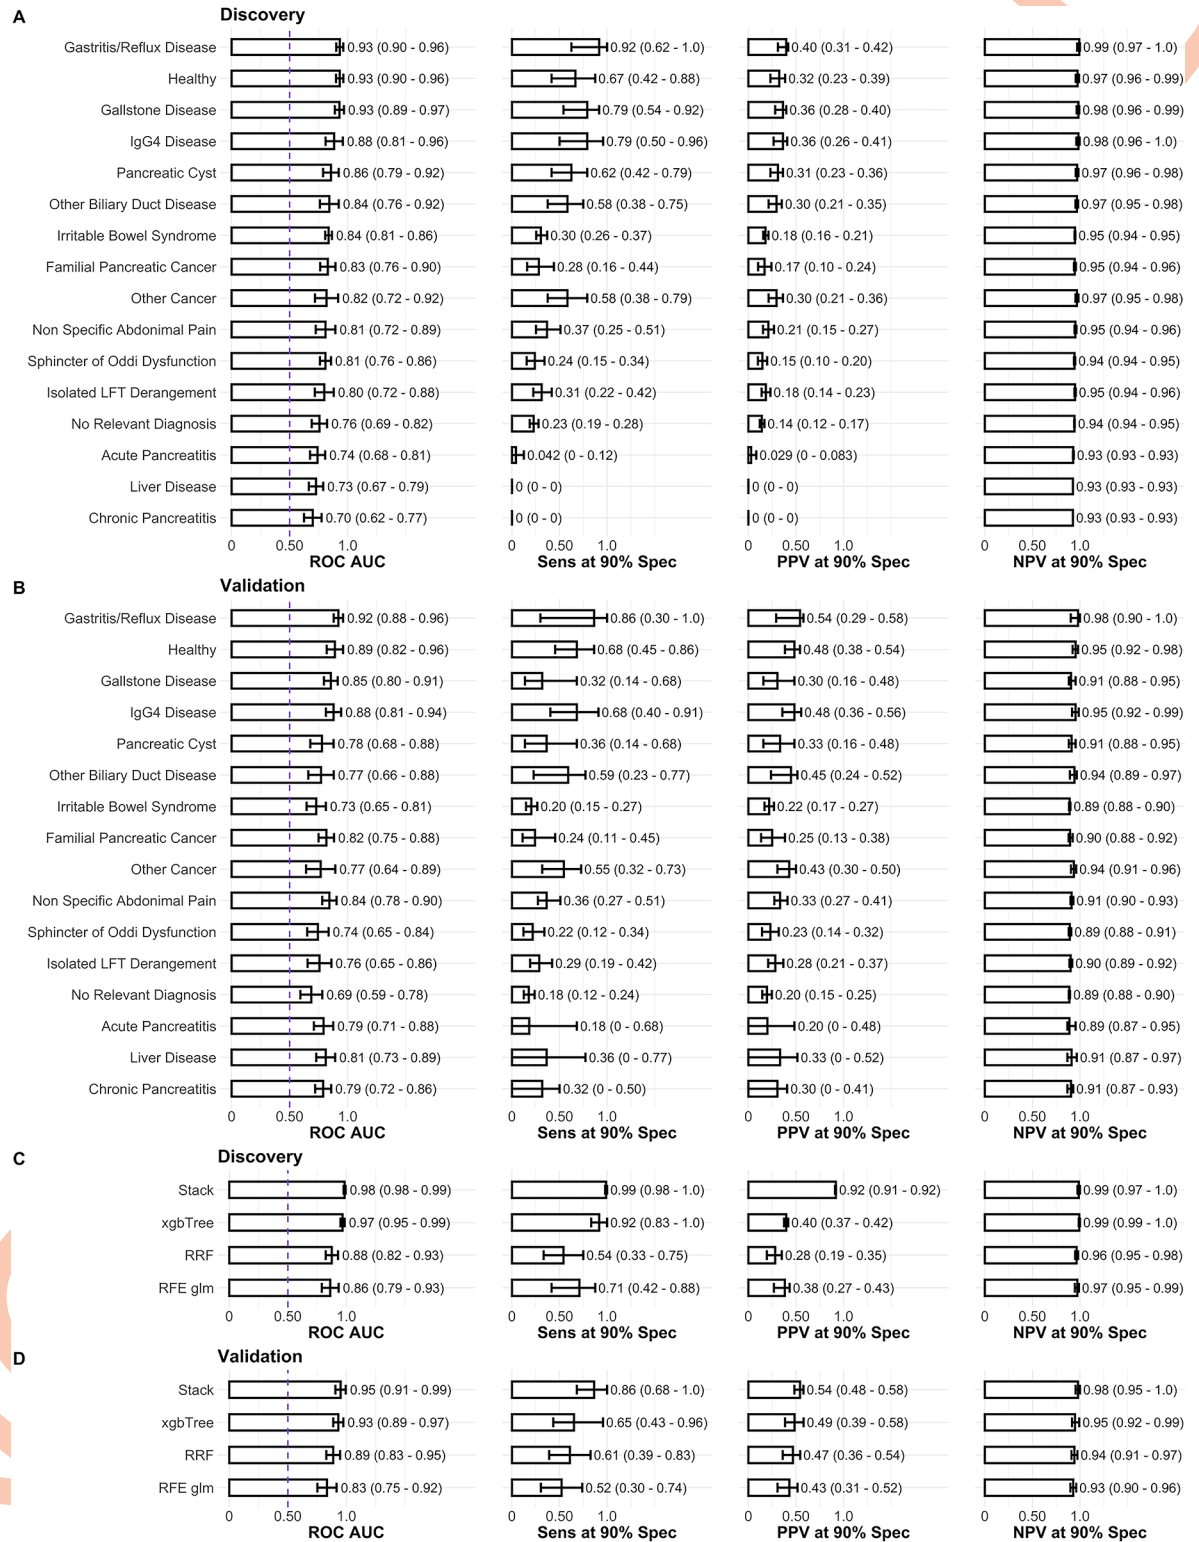 A
Discovery
Gastritis/Reflux Disease 0.93 (0.90 - 0.96) 0.92 (0.62 - 1.0) 0.40 (0.31 - 0.42) 0.99 (0.97 - 1.0)
Healthy 0.93 (0.90 - 0.96) 0.67 (0.42 - 0.88) 0.32 (0.23 - 0.39) 0.97 (0.96 - 0.99)
Gallstone Disease 0.93 (0.89 - 0.97) 0.79 (0.54 - 0.92) 0.36 (0.28 - 0.40) 0.98 (0.96 - 0.99)
IgG4 Disease 0.88 (0.81 - 0.96) 0.79 (0.50 - 0.96) 0.36 (0.26 - 0.41) 0.98 (0.96 - 1.0)
Pancreatic Cyst 0.86 (0.79 - 0.92) 0.62 (0.42 - 0.79) 0.31 (0.23 - 0.36) 0.97 (0.96 - 0.98)
Other Biliary Duct Disease 0.84 (0.76 - 0.92) 0.58 (0.38 - 0.75) 0.30 (0.21 - 0.35) 0.97 (0.95 - 0.98)
Irritable Bowel Syndrome 0.84 (0.81 - 0.86) 0.30 (0.26 - 0.37) 0.18 (0.16 - 0.21) 0.95 (0.94 - 0.95)
Familial Pancreatic Cancer 0.83 (0.76 - 0.90) 0.28 (0.16 - 0.44) 0.17 (0.10 - 0.24) 0.95 (0.94 - 0.96)
Other Cancer 0.82 (0.72 - 0.92) 0.58 (0.38 - 0.79) 0.30 (0.21 - 0.36) 0.97 (0.95 - 0.98)
Non Specific Abdonimal Pain 0.81 (0.72 - 0.89) 0.37 (0.25 - 0.51) 0.21 (0.15 - 0.27) 0.95 (0.94 - 0.96)
Sphincter of Oddi Dysfunction 0.81 (0.76 - 0.86) 0.24 (0.15 - 0.34) 0.15 (0.10 - 0.20) 0.94 (0.94 - 0.95)
Isolated LFT Derangement 0.80 (0.72 - 0.88) 0.31 (0.22 - 0.42) 0.18 (0.14 - 0.23) 0.95 (0.94 - 0.96)
No Relevant Diagnosis 0.76 (0.69 - 0.82) 0.23 (0.19 - 0.28) 0.14 (0.12 - 0.17) 0.94 (0.94 - 0.95)
Acute Pancreatitis 0.74 (0.68 - 0.81) 0.042 (0 - 0.12) 0.029 (0 - 0.083) 0.93 (0.93 - 0.93)
Liver Disease 0.73 (0.67 - 0.79) 0 (0 - 0) 0 (0 - 0) 0.93 (0.93 - 0.93)
Chronic Pancreatitis 0.70 (0.62 - 0.77) 0 (0 - 0) 0 (0 - 0) 0.93 (0.93 - 0.93)
0 0.50 1.0 0 0.50 1.0 0 0.50 1.0 0 0.50 1.0
ROC AUC Sens at 90% Spec PPV at 90% Spec NPV at 90% Spec
B
Validation
Gastritis/Reflux Disease 0.92 (0.88 - 0.96) 0.86 (0.30 - 1.0) 0.54 (0.29 - 0.58) 0.98 (0.90 - 1.0)
Healthy 0.89 (0.82 - 0.96) 0.68 (0.45 - 0.86) 0.48 (0.38 - 0.54) 0.95 (0.92 - 0.98)
Gallstone Disease 0.85 (0.80 - 0.91) 0.32 (0.14 - 0.68) 0.30 (0.16 - 0.48) 0.91 (0.88 - 0.95)
IgG4 Disease 0.88 (0.81 - 0.94) 0.68 (0.40 - 0.91) 0.48 (0.36 - 0.56) 0.95 (0.92 - 0.99)
Pancreatic Cyst 0.78 (0.68 - 0.88) 0.36 (0.14 - 0.68) 0.33 (0.16 - 0.48) 0.91 (0.88 - 0.95)
Other Biliary Duct Disease 0.77 (0.66 - 0.88) 0.59 (0.23 - 0.77) 0.45 (0.24 - 0.52) 0.94 (0.89 - 0.97)
Irritable Bowel Syndrome 0.73 (0.65 - 0.81) 0.20 (0.15 - 0.27) 0.22 (0.17 - 0.27) 0.89 (0.88 - 0.90)
Familial Pancreatic Cancer 0.82 (0.75 - 0.88) 0.24 (0.11 - 0.45) 0.25 (0.13 - 0.38) 0.90 (0.88 - 0.92)
Other Cancer 0.77 (0.64 - 0.89) 0.55 (0.32 - 0.73) 0.43 (0.30 - 0.50) 0.94 (0.91 - 0.96)
Non Specific Abdonimal Pain 0.84 (0.78 - 0.90) 0.36 (0.27 - 0.51) 0.33 (0.27 - 0.41) 0.91 (0.90 - 0.93)
Sphincter of Oddi Dysfunction 0.74 (0.65 - 0.84) 0.22 (0.12 - 0.34) 0.23 (0.14 - 0.32) 0.89 (0.88 - 0.91)
Isolated LFT Derangement 0.76 (0.65 - 0.86) 0.29 (0.19 - 0.42) 0.28 (0.21 - 0.37) 0.90 (0.89 - 0.92)
No Relevant Diagnosis 0.69 (0.59 - 0.78) 0.18 (0.12 - 0.24) 0.20 (0.15 - 0.25) 0.89 (0.88 - 0.90)
Acute Pancreatitis 0.79 (0.71 - 0.88) 0.18 (0 - 0.68) 0.20 (0 - 0.48) 0.89 (0.87 - 0.95)
Liver Disease 0.81 (0.73 - 0.89) 0.36 (0 - 0.77) 0.33 (0 - 0.52) 0.91 (0.87 - 0.97)
Chronic Pancreatitis 0.79 (0.72 - 0.86) 0.32 (0 - 0.50) 0.30 (0 - 0.41) 0.91 (0.87 - 0.93)
0 0.50 1.0 0 0.50 1.0 0 0.50 1.0 0 0.50 1.0
ROC AUC Sens at 90% Spec PPV at 90% Spec NPV at 90% Spec
C
Discovery
Stack 0.98 (0.98 - 0.99) 0.99 (0.98 - 1.0) 0.92 (0.91 - 0.92) 0.99 (0.97 - 1.0)
xgbTree 0.97 (0.95 - 0.99) 0.92 (0.83 - 1.0) 0.40 (0.37 - 0.42) 0.99 (0.99 - 1.0)
RRF 0.88 (0.82 - 0.93) 0.54 (0.33 - 0.75) 0.28 (0.19 - 0.35) 0.96 (0.95 - 0.98)
RFE glm 0.86 (0.79 - 0.93) 0.71 (0.42 - 0.88) 0.38 (0.27 - 0.43) 0.97 (0.95 - 0.99)
0 0.50 1.0 0 0.50 1.0 0 0.50 1.0 0 0.50 1.0
ROC AUC Sens at 90% Spec PPV at 90% Spec NPV at 90% Spec
D
Validation
Stack 0.95 (0.91 - 0.99) 0.86 (0.68 - 1.0) 0.54 (0.48 - 0.58) 0.98 (0.95 - 1.0)
xgbTree 0.93 (0.89 - 0.97) 0.65 (0.43 - 0.96) 0.49 (0.39 - 0.58) 0.95 (0.92 - 0.99)
RRF 0.89 (0.83 - 0.95) 0.61 (0.39 - 0.83) 0.47 (0.36 - 0.54) 0.94 (0.91 - 0.97)
RFE glm 0.83 (0.75 - 0.92) 0.52 (0.30 - 0.74) 0.43 (0.31 - 0.52) 0.93 (0.90 - 0.96)
0 0.50 1.0 0 0.50 1.0 0 0.50 1.0 0 0.50 1.0
ROC AUC Sens at 90% Spec PPV at 90% Spec NPV at 90% Spec